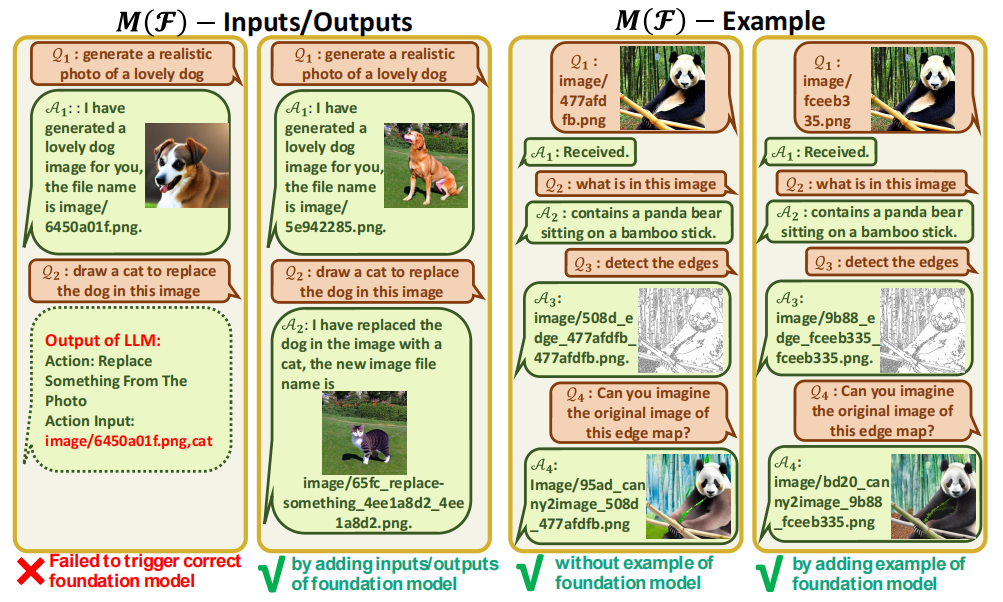 M(F) – Inputs/Outputs
Q1 : generate a realistic
photo of a lovely dog
A1: : I have
generated a
lovely dog
image for you,
the file name
is image/
6450a01f.png.
Q2 : draw a cat to replace
the dog in this image
Output of LLM:
Action: Replace
Something From The
Photo
Action Input:
image/6450a01f.png,cat
Failed to trigger correct
foundation model
Q1 : generate a realistic
photo of a lovely dog
A1: I have
generated a
lovely dog
image for you,
the file name
is image/
5e942285.png.
Q2 : draw a cat to replace
the dog in this image
A2: I have replaced the
dog in the image with a
cat, the new image file
name is
image/65fc_replace-
something_4ee1a8d2_4ee
1a8d2.png.
by adding inputs/outputs
of foundation model
M(F) – Example
Q1 :
image/
477afd
fb.png
A1: Received.
Q2 : what is in this image
A2 : contains a panda bear
sitting on a bamboo stick.
Q3 : detect the edges
A3:
image/508d_e
dge_477afdfb_
477afdfb.png.
Q4 : Can you imagine
the original image of
this edge map?
A4:
Image/95ad_can
ny2image_508d
_477afdfb.png
without example of
foundation model
Q1 :
image/
fceeb3
35.png
A1: Received.
Q2 : what is in this image
A2 : contains a panda bear
sitting on a bamboo stick.
Q3 : detect the edges
A3:
image/9b88_e
dge_fceeb335_
fceeb335.png.
Q4 : Can you imagine
the original image of
this edge map?
A4:
image/bd20_can
ny2image_9b88
_fceeb335.png
by adding example of
foundation model